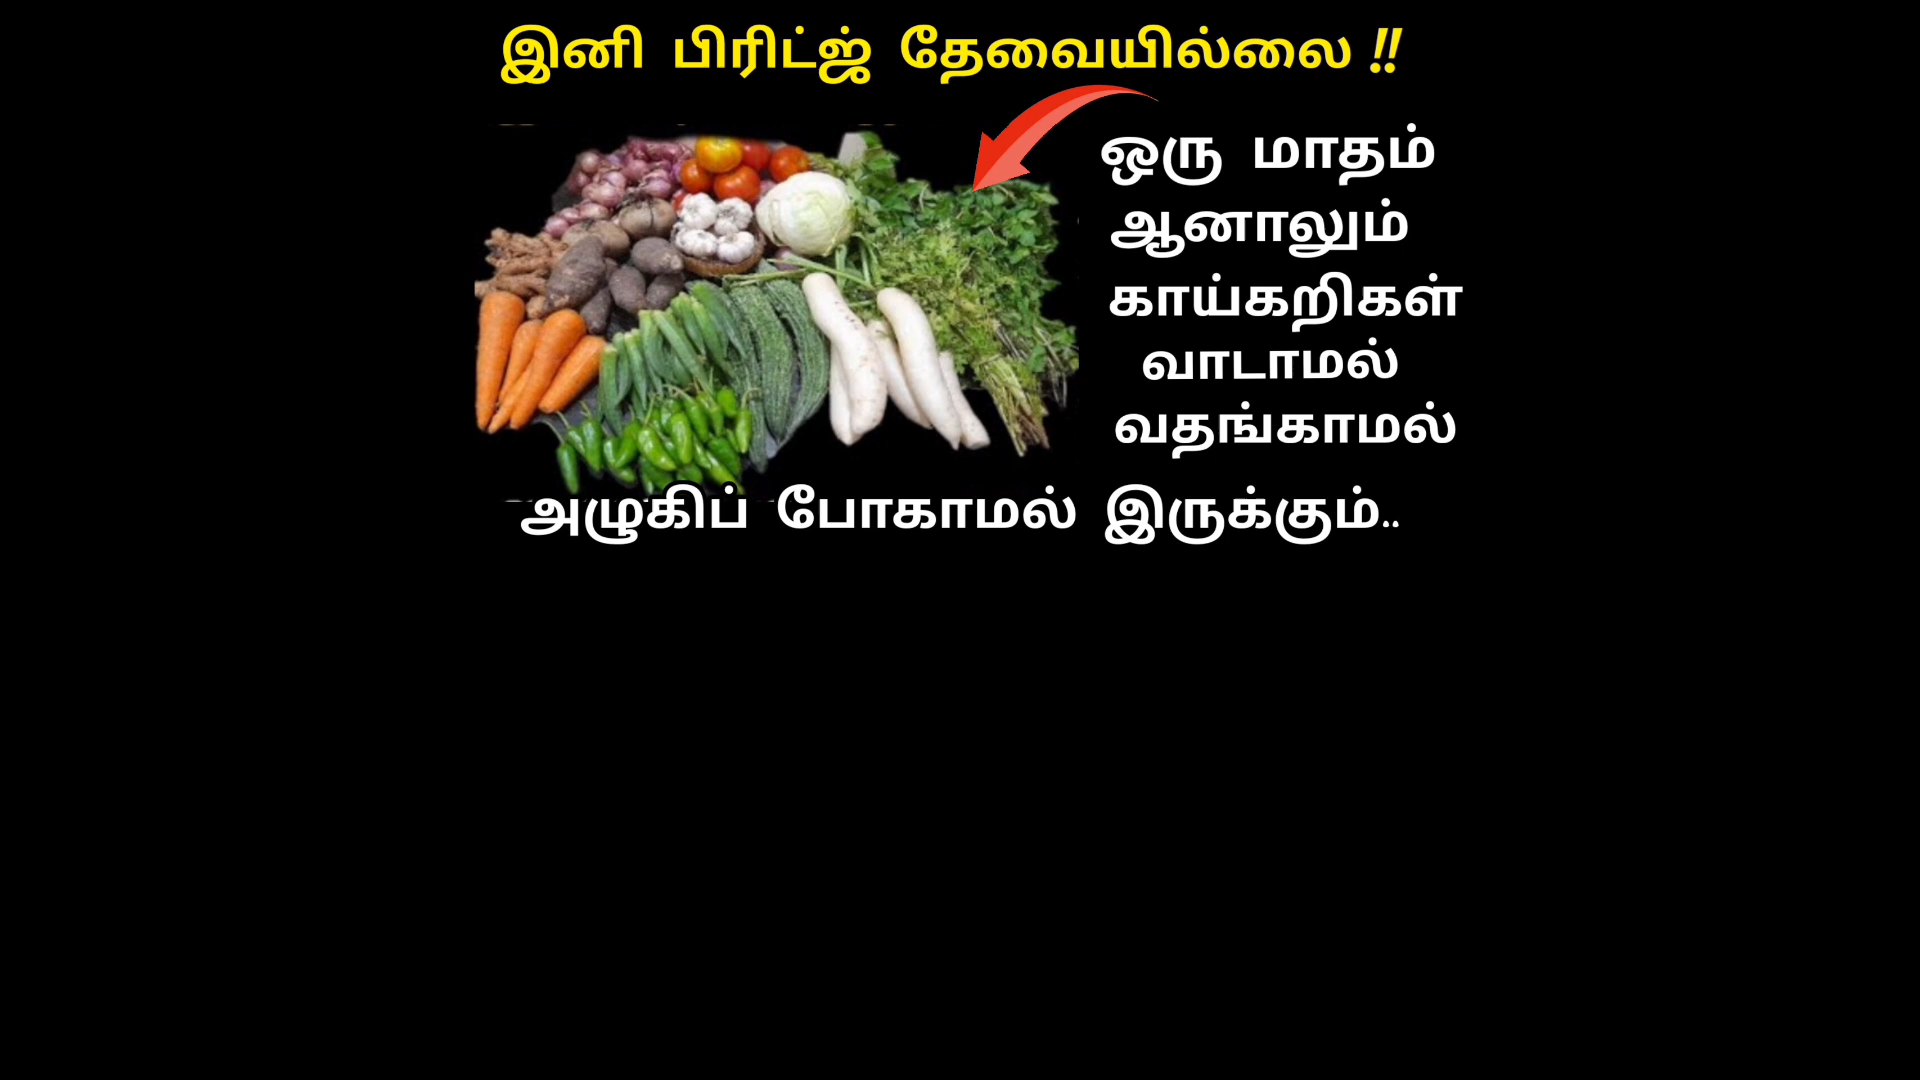 இனி பிரிட்ஜ் தேவையில்லை !!
ஒரு மாதம்
ஆனாலும்
காய்கறிகள்
வாடாமல்
வதங்காமல்
அழுகிப் போகாமல் இருக்கும்..